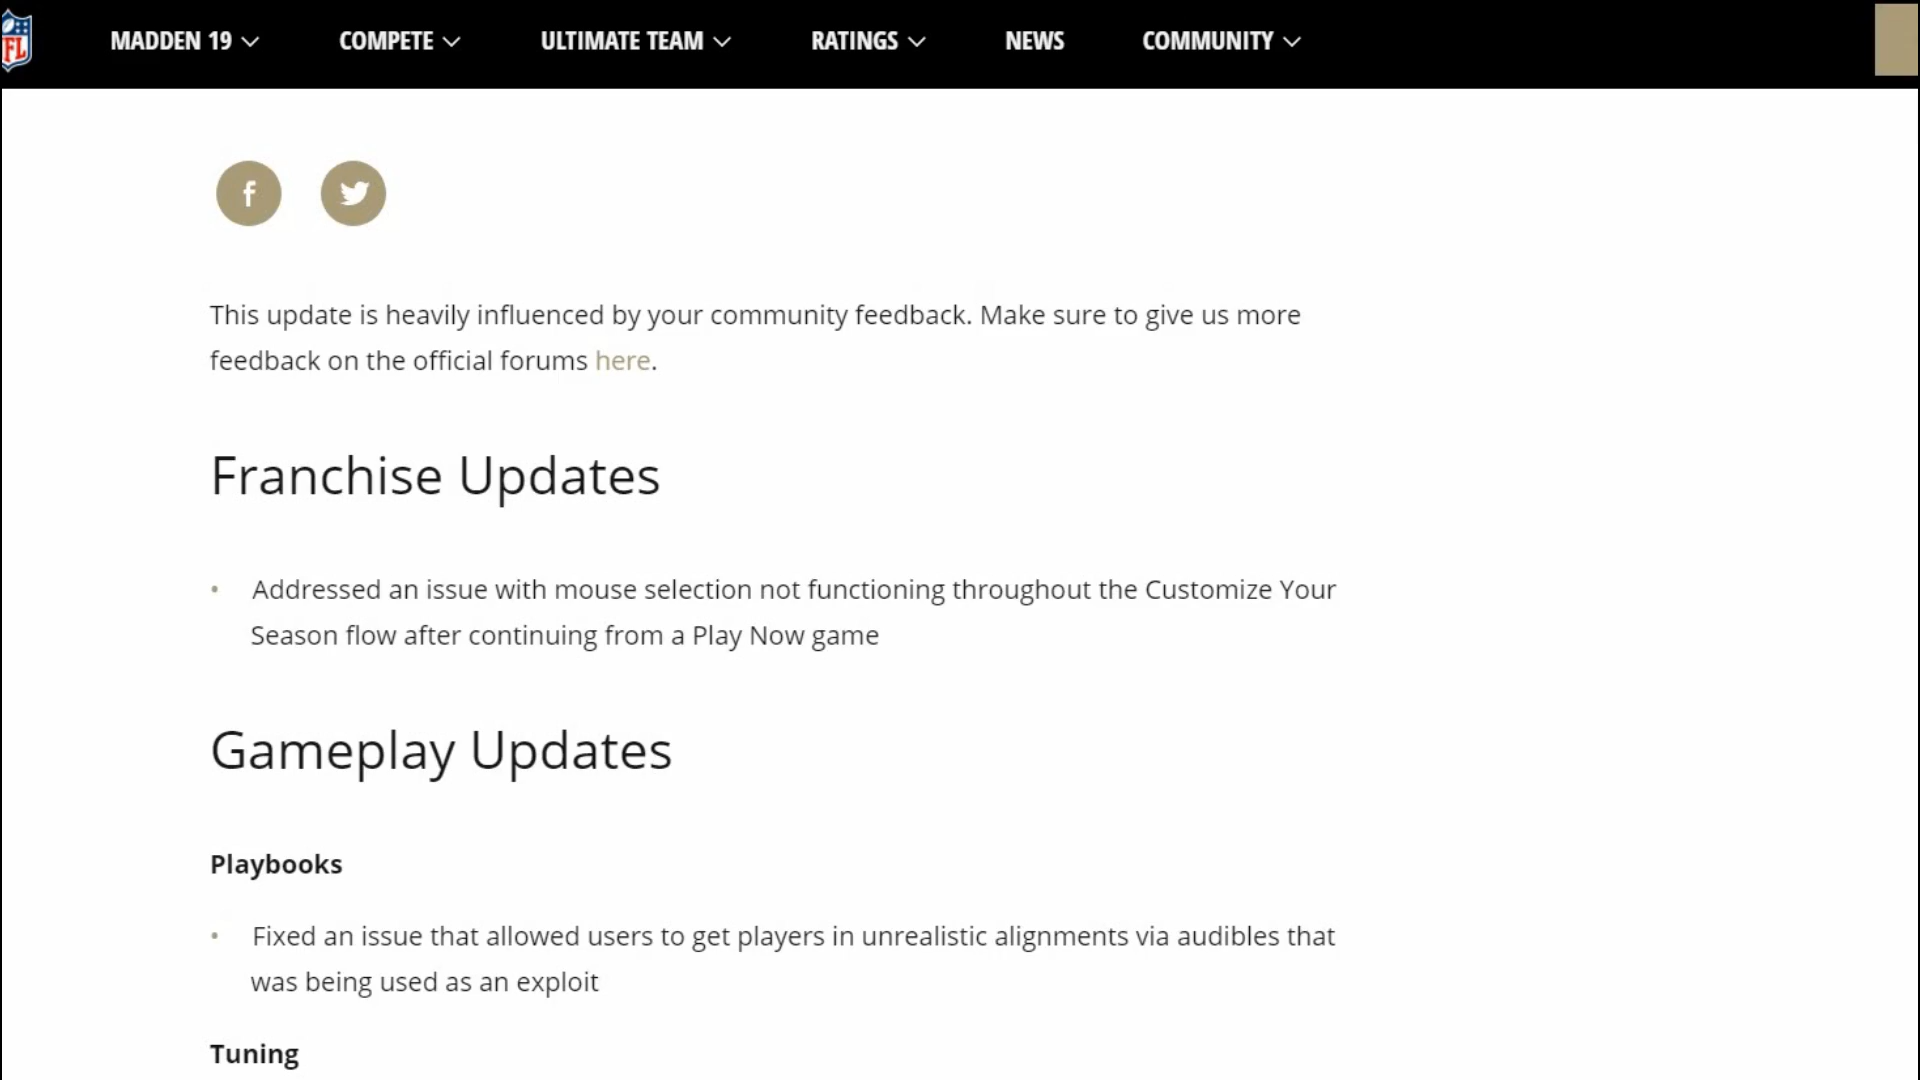 FL
MADDEN 19 COMPETE ULTIMATE TEAM RATINGS NEWS COMMUNITY
f
This update is heavily influenced by your community feedback. Make sure to give us more
feedback on the official forums here.
Franchise Updates
• Addressed an issue with mouse selection not functioning throughout the Customize Your
Season flow after continuing from a Play Now game
Gameplay Updates
Playbooks
• Fixed an issue that allowed users to get players in unrealistic alignments via audibles that
was being used as an exploit
Tuning